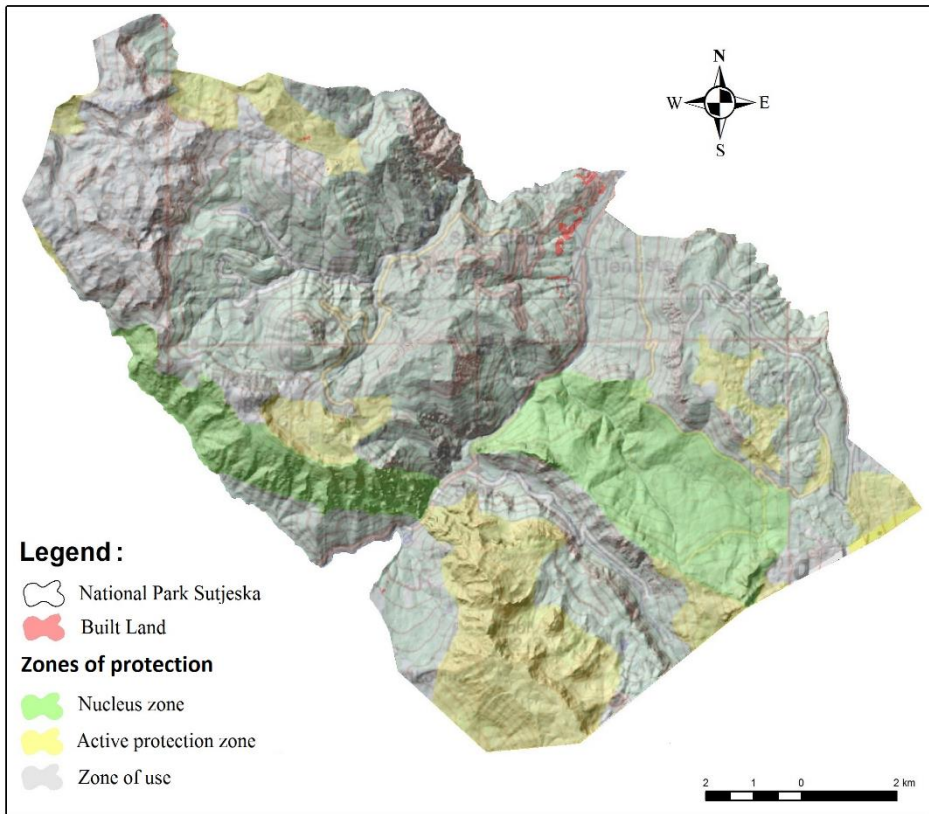 N
W E
S
Tjentište
Legend :
National Park Sutjeska
Built Land
Zones of protection
Nucleus zone
Active protection zone
Zone of use
2 1 0 2 km